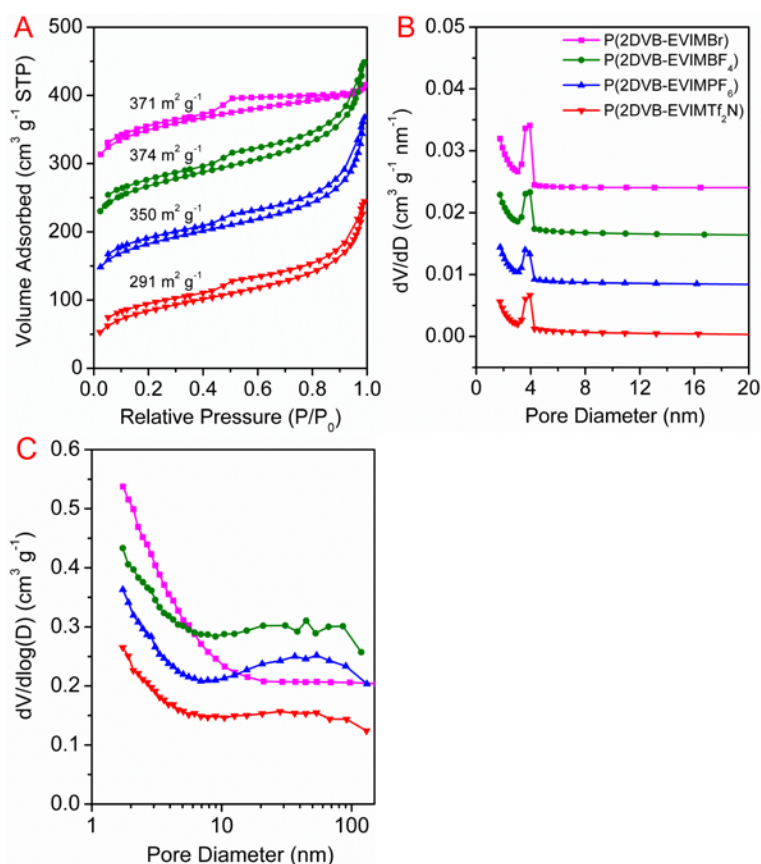 A
500
400
300
200
100
0
Volume Adsorbed (cm³ g⁻¹ STP)
371 m² g⁻¹
374 m² g⁻¹
350 m² g⁻¹
291 m² g⁻¹
0.0 0.2 0.4 0.6 0.8 1.0
Relative Pressure (P/P₀)
B
P(2DVB-EVIMBr)
P(2DVB-EVIMBF₄)
P(2DVB-EVIMPF₆)
P(2DVB-EVIMTf₂N)
0.05
0.04
0.03
0.02
0.01
0.00
dV/dD (cm³ g⁻¹ nm⁻¹)
0 2 4 6 8 10 12 14 16 18 20
Pore Diameter (nm)
C
0.6
0.5
0.4
0.3
0.2
0.1
0.0
dV/dlog(D) (cm³ g⁻¹)
1 10 100
Pore Diameter (nm)